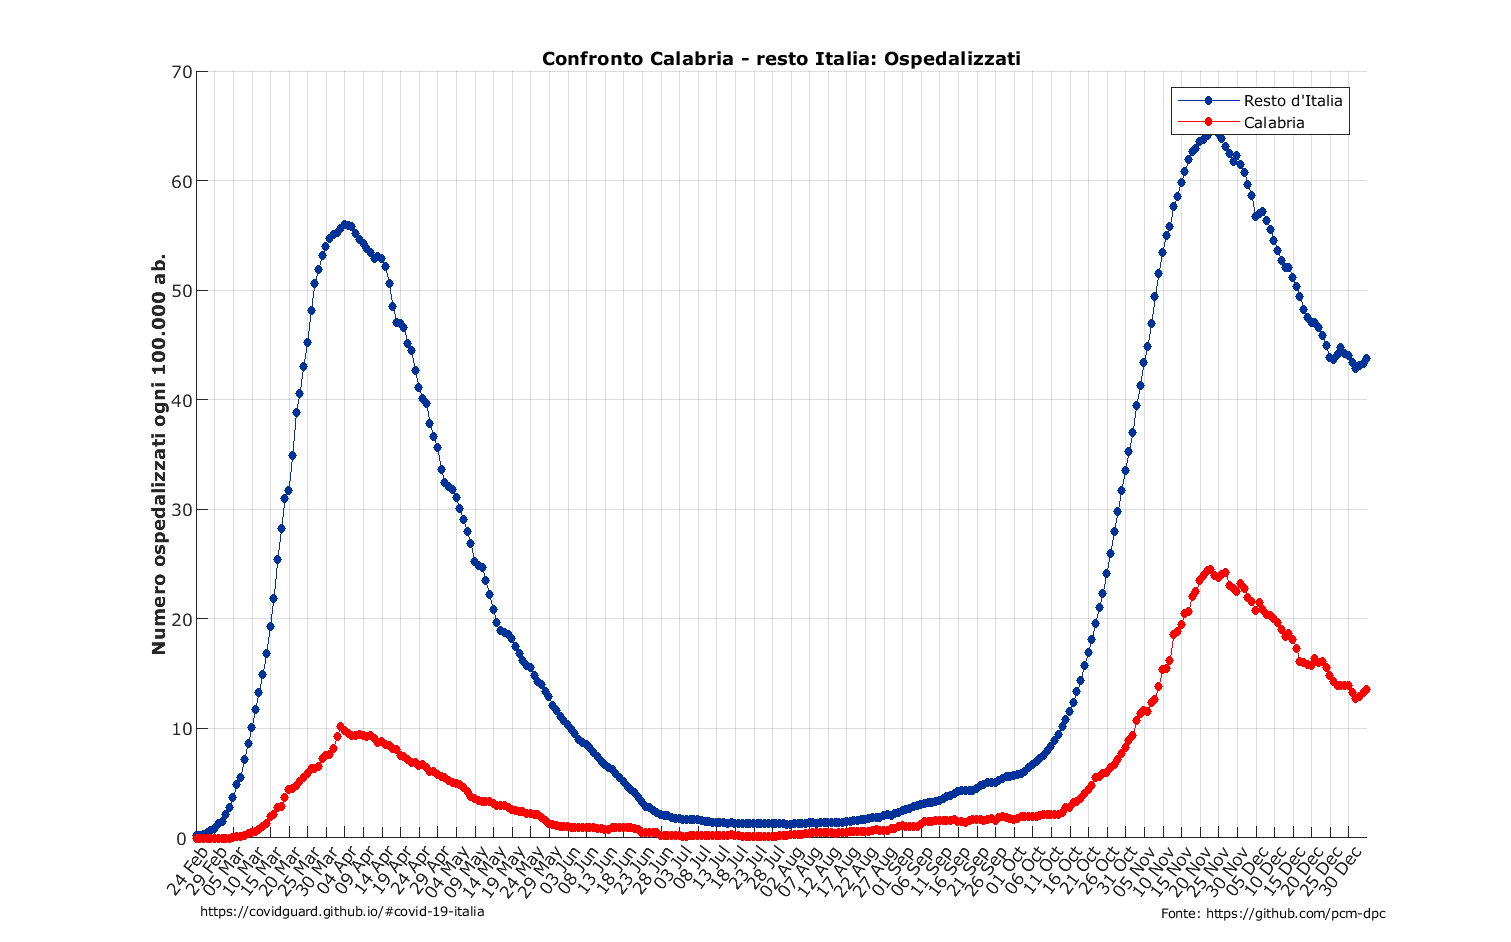 Confronto Calabria - resto Italia: Ospedalizzati
Resto d'Italia
Calabria
Numero ospedalizzati ogni 100.000 ab.
70
60
50
40
30
20
10
0
24 Feb
29 Feb
05 Mar
10 Mar
15 Mar
20 Mar
25 Mar
30 Mar
04 Apr
09 Apr
14 Apr
19 Apr
24 Apr
29 Apr
04 May
09 May
14 May
19 May
24 May
29 May
03 Jun
08 Jun
13 Jun
18 Jun
23 Jun
28 Jun
03 Jul
08 Jul
13 Jul
18 Jul
23 Jul
28 Jul
02 Aug
07 Aug
12 Aug
17 Aug
22 Aug
27 Aug
01 Sep
06 Sep
11 Sep
16 Sep
21 Sep
26 Sep
01 Oct
06 Oct
11 Oct
16 Oct
21 Oct
26 Oct
31 Oct
05 Nov
10 Nov
15 Nov
20 Nov
25 Nov
30 Nov
05 Dec
10 Dec
15 Dec
20 Dec
25 Dec
30 Dec
https://covidguard.github.io/#covid-19-italia
Fonte: https://github.com/pcm-dpc